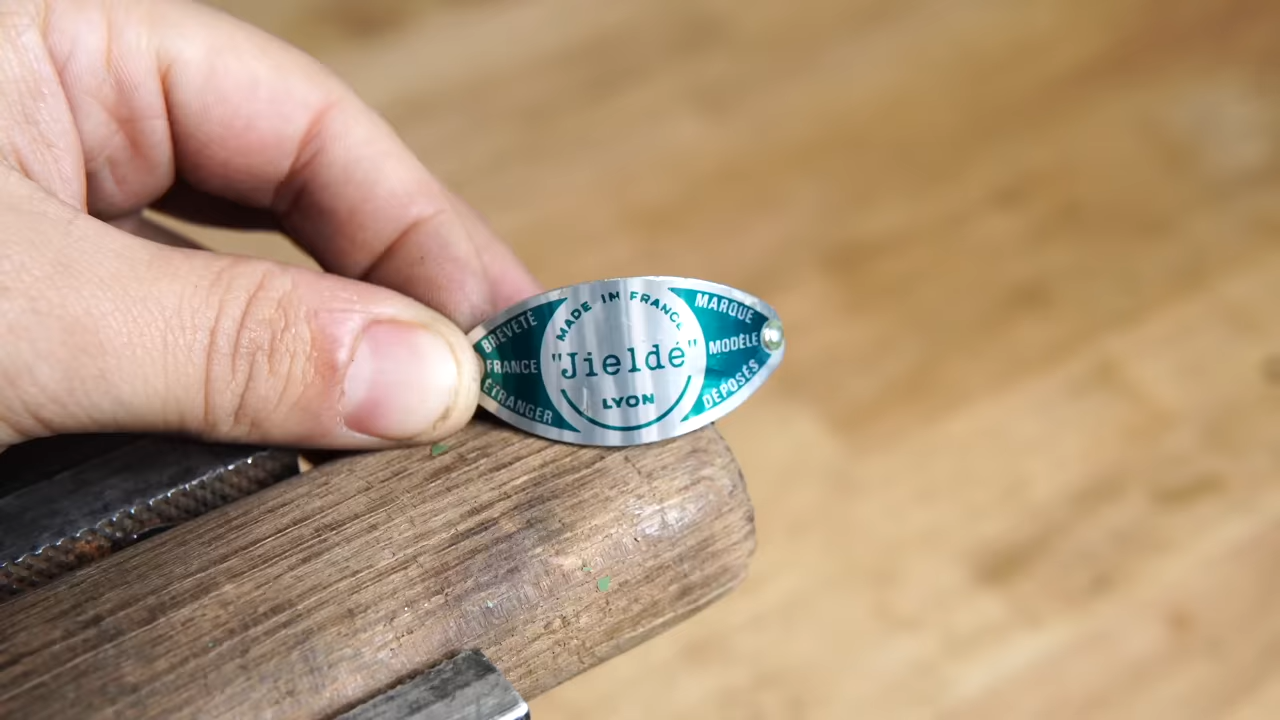 BREVETÉ
FRANCE
ÉTRANGER
MADE IN FRANCE
"Jieldé"
LYON
MARQUE
MODÈLE
DÉPOSÉS